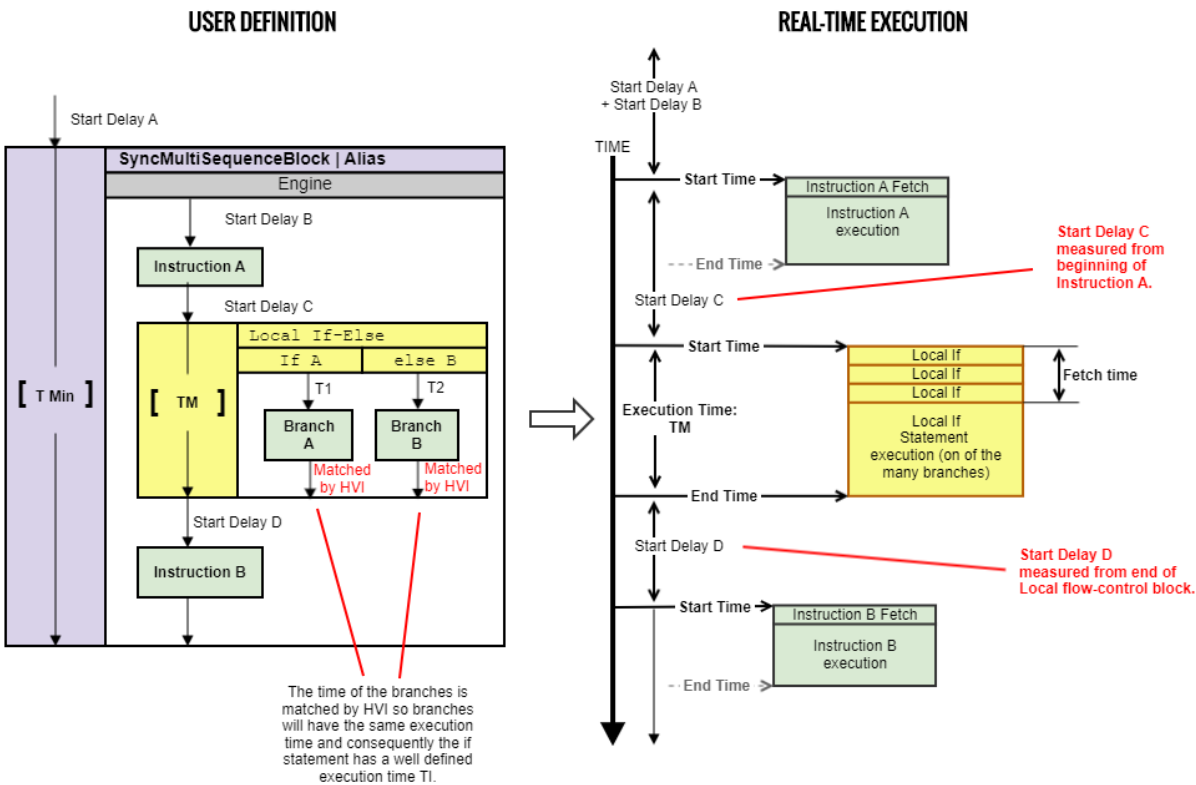 USER DEFINITION
Start Delay A
SyncMultiSequenceBlock | Alias
Engine
Start Delay B
Instruction A
Start Delay C
Local If-Else
If A
else B
T1
T2
[ T Min ]
[ TM ]
Branch
A
Branch
B
Matched
by HVI
Matched
by HVI
Start Delay D
Instruction B
The time of the branches is
matched by HVI so branches
will have the same execution
time and consequently the if
statement has a well defined
execution time TI.
REAL-TIME EXECUTION
Start Delay A
+ Start Delay B
TIME
Start Time
Instruction A Fetch
Instruction A
execution
End Time
Start Delay C
Start Delay C
measured from
beginning of
Instruction A.
Start Time
Local If
Local If
Local If
Fetch time
Execution Time:
TM
Local If
Statement
execution (on of the
many branches)
End Time
Start Delay D
Start Delay D
measured from end of
Local flow-control block.
Start Time
Instruction B Fetch
Instruction B
execution
End Time